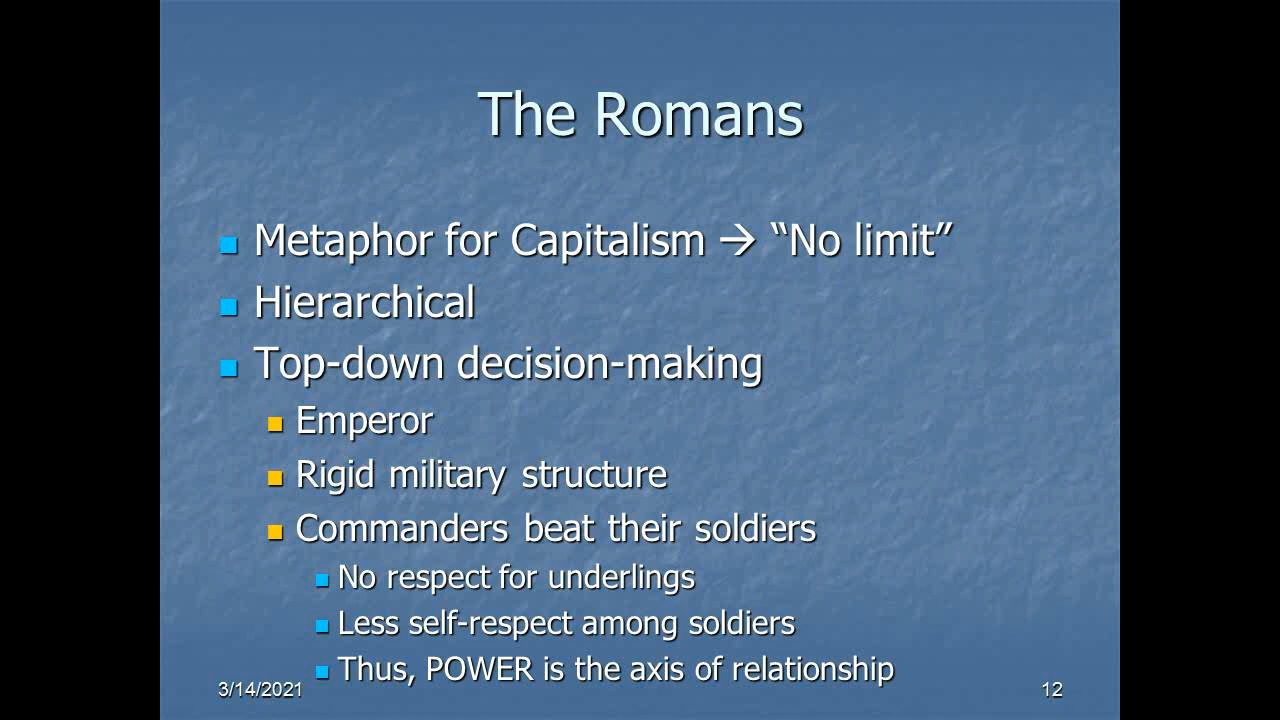 The Romans
Metaphor for Capitalism → “No limit”
Hierarchical
Top-down decision-making
Emperor
Rigid military structure
Commanders beat their soldiers
No respect for underlings
Less self-respect among soldiers
Thus, POWER is the axis of relationship
3/14/2021
12